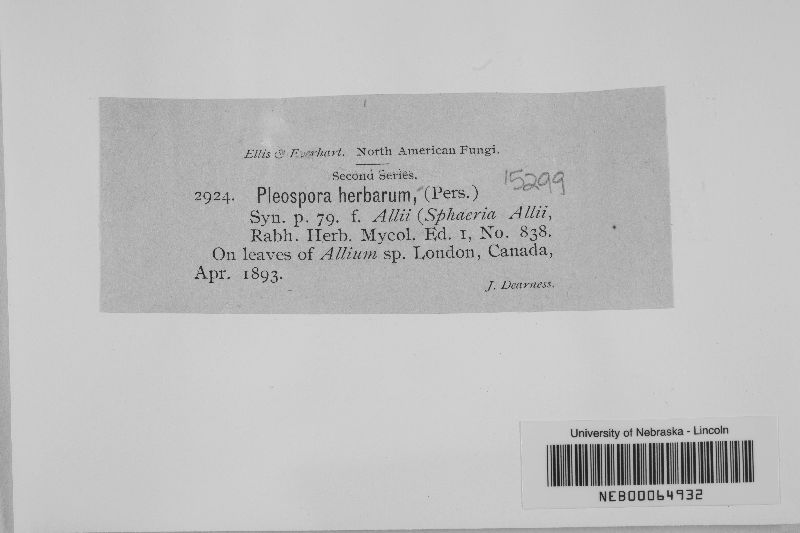 Ellis & Everhart. North American Fungi.
Second Series.
15299
2924. Pleospora herbarum, (Pers.)
Syn. p. 79. f. Allii (Sphaeria Allii,
Rabh. Herb. Mycol. Ed. 1, No. 838.
On leaves of Allium sp. London, Canada,
Apr. 1893.
J. Dearness.
University of Nebraska - Lincoln
NEB00064932